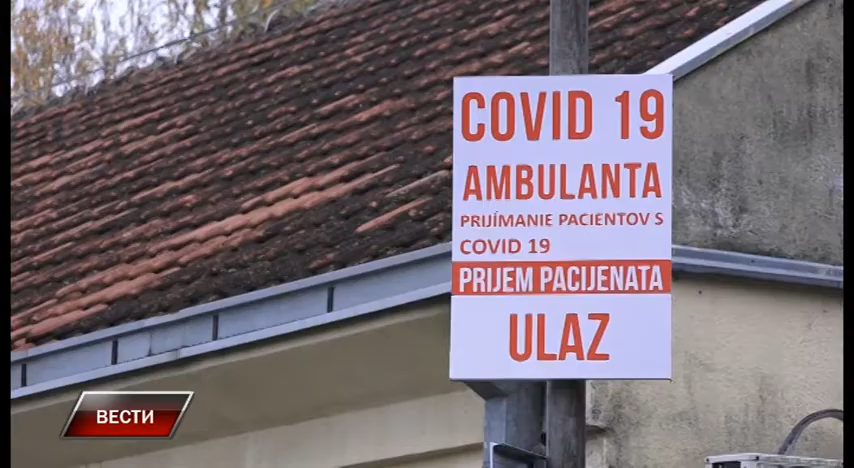 COVID 19
AMBULANTA
PRIJÍMANIE PACIENTOV S
COVID 19
PRIJEM PACIJENATA
ULAZ
ВЕСТИ